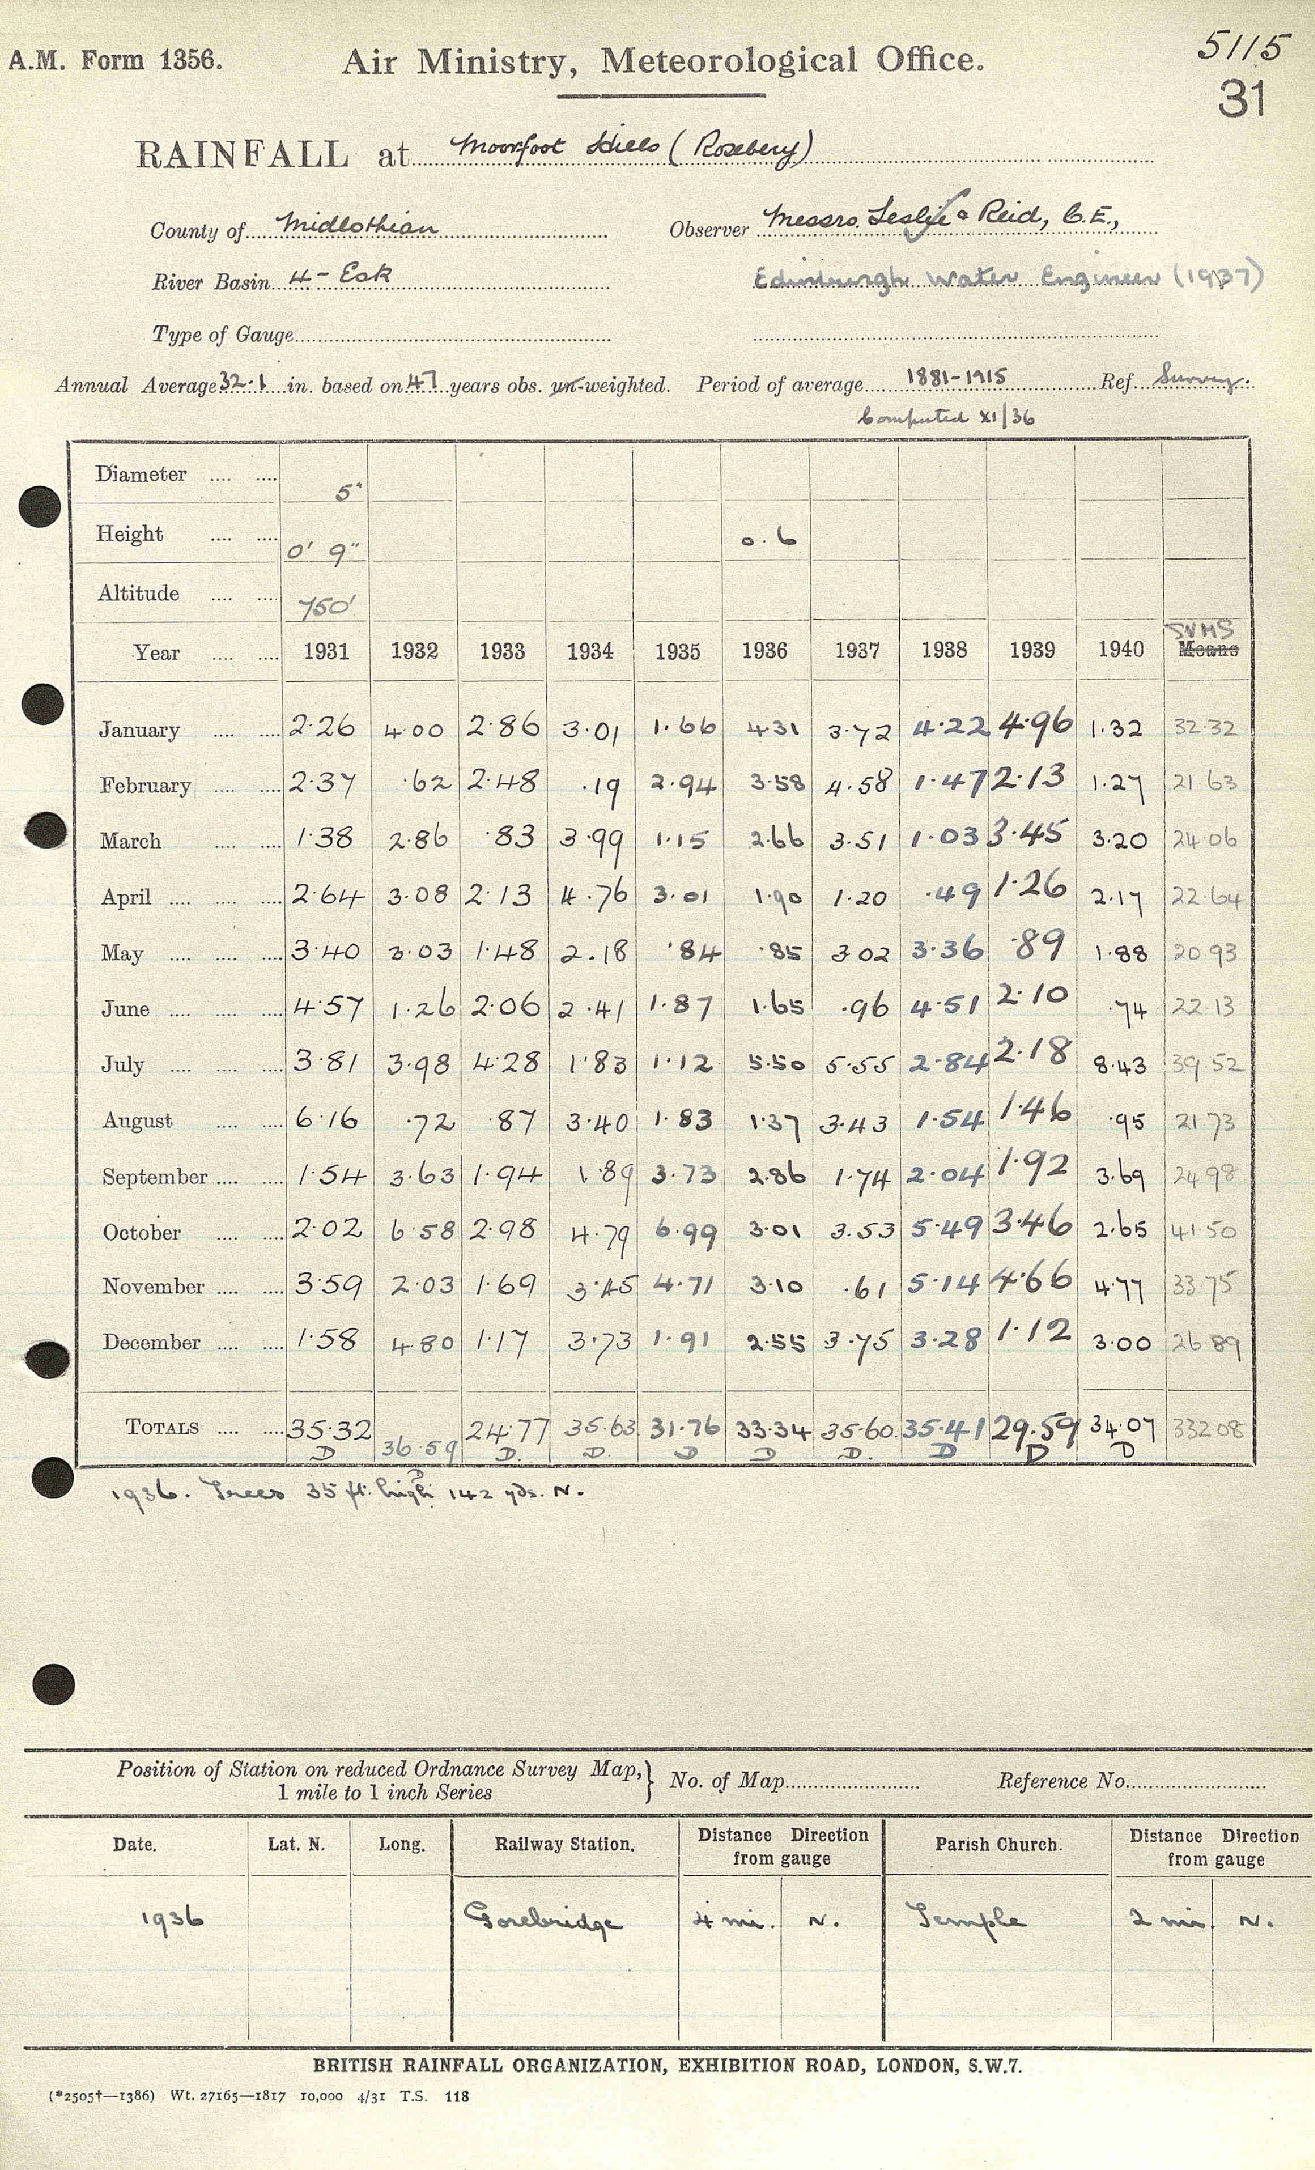 A.M. Form 1356. Air Ministry, Meteorological Office. 5115
31
RAINFALL at Moorfoot Hills (Rosebery)
County of Midlothian Observer Messrs. Leslie & Reid, C.E.,
River Basin 4 - Esk Edinburgh Water Engineer (1937)
Type of Gauge
Annual Average 32.1 in. based on 47 years obs. un-weighted. Period of average 1881-1915 Ref. Survey.
Computed XI/36
Diameter 5"
Height 0' 9" 0.6
Altitude 750'
SUMS
Year 1931 1932 1933 1934 1935 1936 1937 1938 1939 1940 Means
January 2.26 4.00 2.86 3.01 1.66 4.31 3.72 4.22 4.96 1.32 32.32
February 2.37 .62 2.48 .19 2.94 3.58 4.58 1.47 2.13 1.27 21 63
March 1.38 2.86 .83 3.99 1.15 2.66 3.51 1.03 3.45 3.20 24 06
April 2.64 3.08 2.13 4.76 3.01 1.90 1.20 .49 1.26 2.17 22.64
May 3.40 3.03 1.48 2.18 .84 .85 3 02 3.36 .89 1.88 20 93
June 4.57 1.26 2.06 2.41 1.87 1.65 .96 4.51 2.10 .74 22.13
July 3.81 3.98 4.28 1.83 1.12 5.50 5.55 2.84 2.18 8.43 39.52
August 6.16 .72 .87 3.40 1.83 1.37 3.43 1.54 1.46 .95 21 73
September 1.54 3.63 1.94 1.89 3.73 2.86 1.74 2.04 1.92 3.69 24 98
October 2.02 6 58 2.98 4.79 6.99 3.01 3.53 5.49 3.46 2.65 41 50
November 3.59 2.03 1.69 3.45 4.71 3.10 .61 5.14 4.66 4.77 33.75
December 1.58 4.80 1.17 3.73 1.91 2.55 3.75 3.28 1.12 3.00 26 89
TOTALS 35.32 36.59 24.77 35.63 31.76 33.34 35.60 35.41 29.59 34.07 332 08
D D D. D. D D D. D D D
1936. Trees 35 ft. high 142 yds. N.
Position of Station on reduced Ordnance Survey Map, } No. of Map Reference No.
1 mile to 1 inch Series
Date. Lat. N. Long. Railway Station. Distance Direction Parish Church. Distance Direction
from gauge from gauge
1936 Gorebridge 4 mi. N. Temple 2 mi N.
BRITISH RAINFALL ORGANIZATION, EXHIBITION ROAD, LONDON, S.W.7.
(*2505†—1386) Wt. 27165—1817 10,000 4/31 T.S. 118